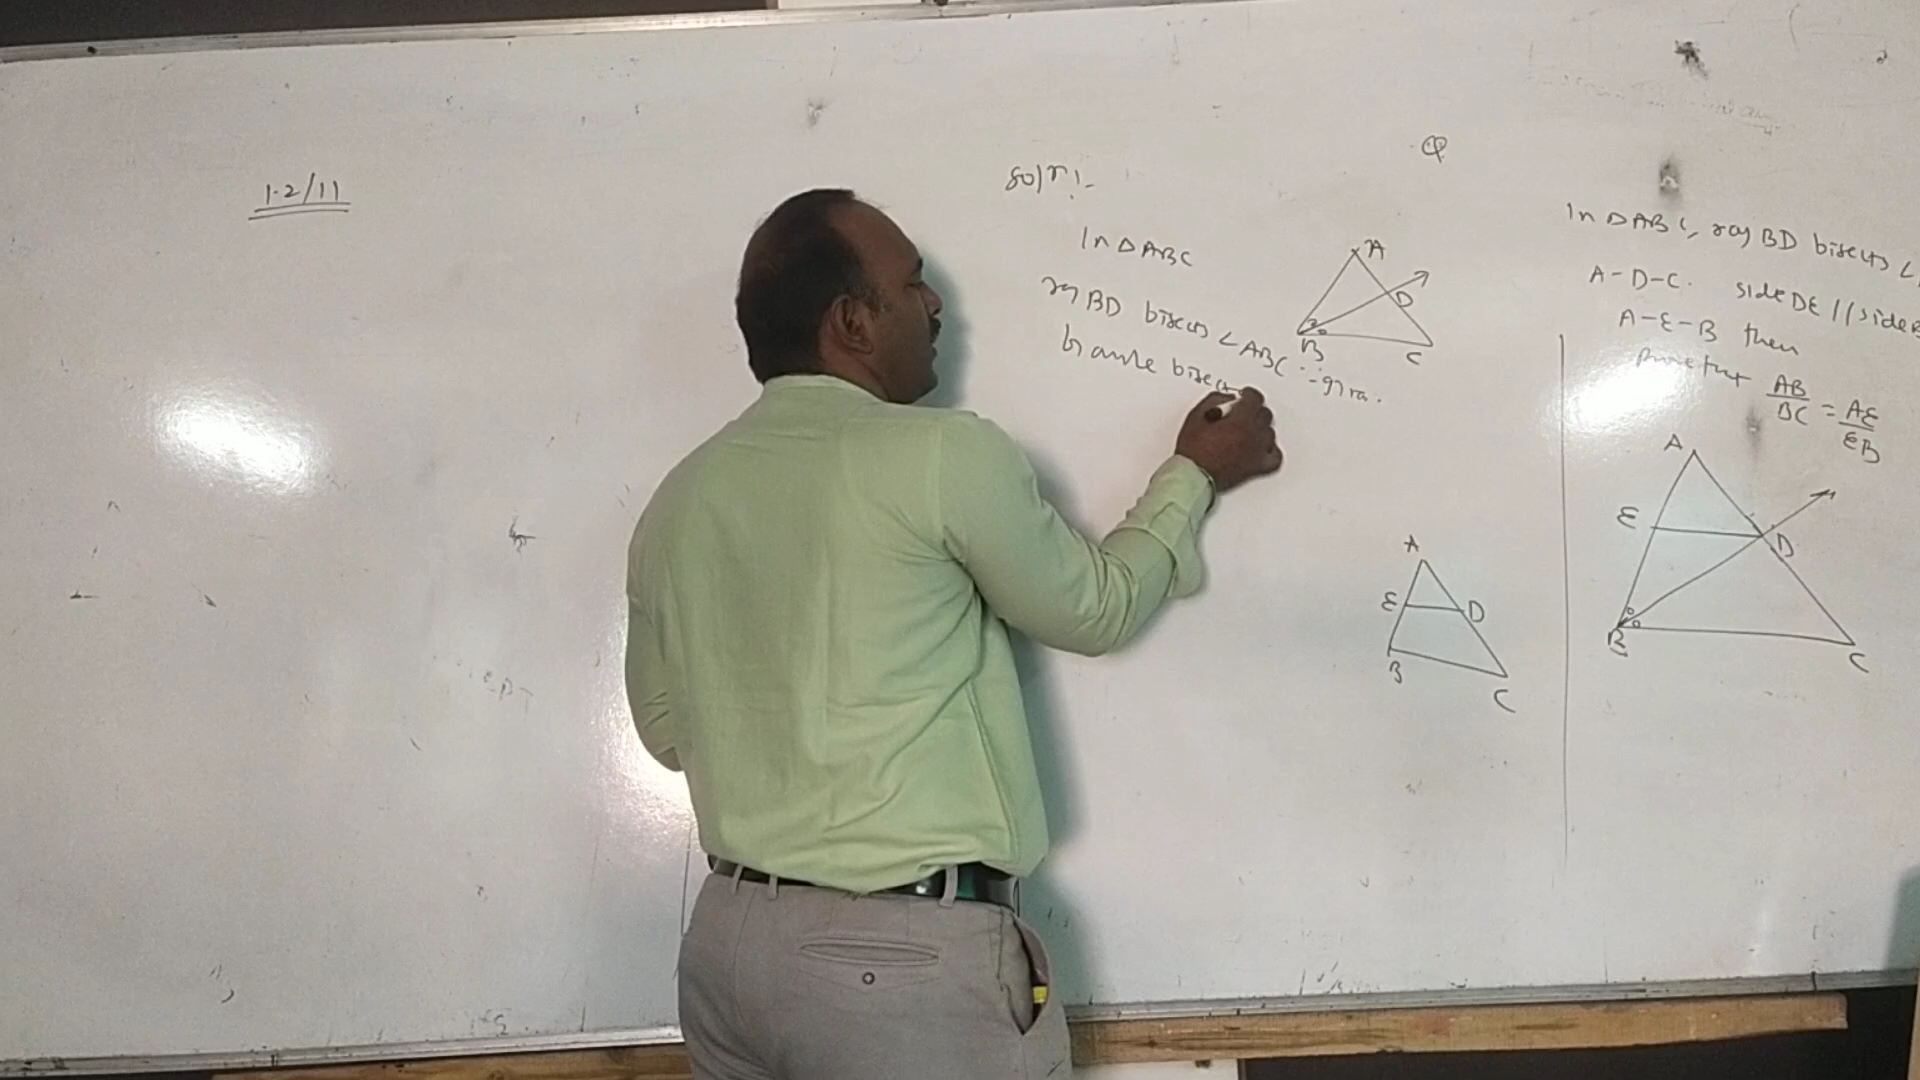 1.2/11
Soln:-
In △ABC
ray BD bisects ∠ABC ∵ given.
by angle bisect
A
D
B
C
A
E
D
B
C
Q
In △ABC, ray BD bisects ∠
A-D-C. side DE // side B
A-E-B then
Prove that AB/BC = AE/EB
A
E
D
B
C